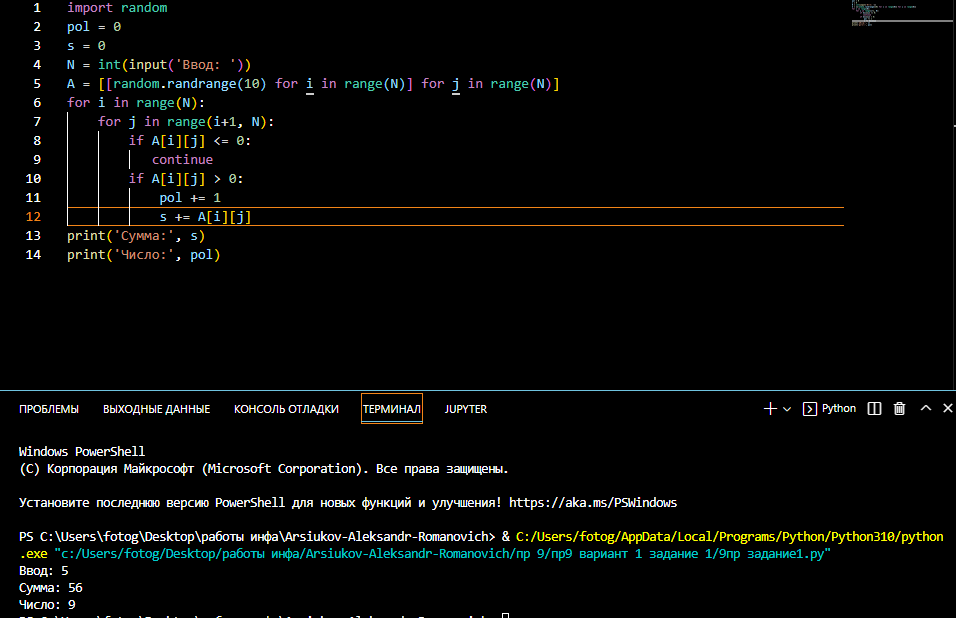 1 import random
2 pol = 0
3 s = 0
4 N = int(input('Ввод: '))
5 A = [[random.randrange(10) for i in range(N)] for j in range(N)]
6 for i in range(N):
7 for j in range(i+1, N):
8 if A[i][j] <= 0:
9 continue
10 if A[i][j] > 0:
11 pol += 1
12 s += A[i][j]
13 print('Сумма:', s)
14 print('Число:', pol)
ПРОБЛЕМЫ ВЫХОДНЫЕ ДАННЫЕ КОНСОЛЬ ОТЛАДКИ ТЕРМИНАЛ JUPYTER Python
Windows PowerShell
(C) Корпорация Майкрософт (Microsoft Corporation). Все права защищены.
Установите последнюю версию PowerShell для новых функций и улучшения! https://aka.ms/PSWindows
PS C:\Users\fotog\Desktop\работы инфа\Arsiukov-Aleksandr-Romanovich> & C:/Users/fotog/AppData/Local/Programs/Python/Python310/python
.exe "c:/Users/fotog/Desktop/работы инфа/Arsiukov-Aleksandr-Romanovich/пр 9/пр9 вариант 1 задание 1/9пр задание1.py"
Ввод: 5
Сумма: 56
Число: 9